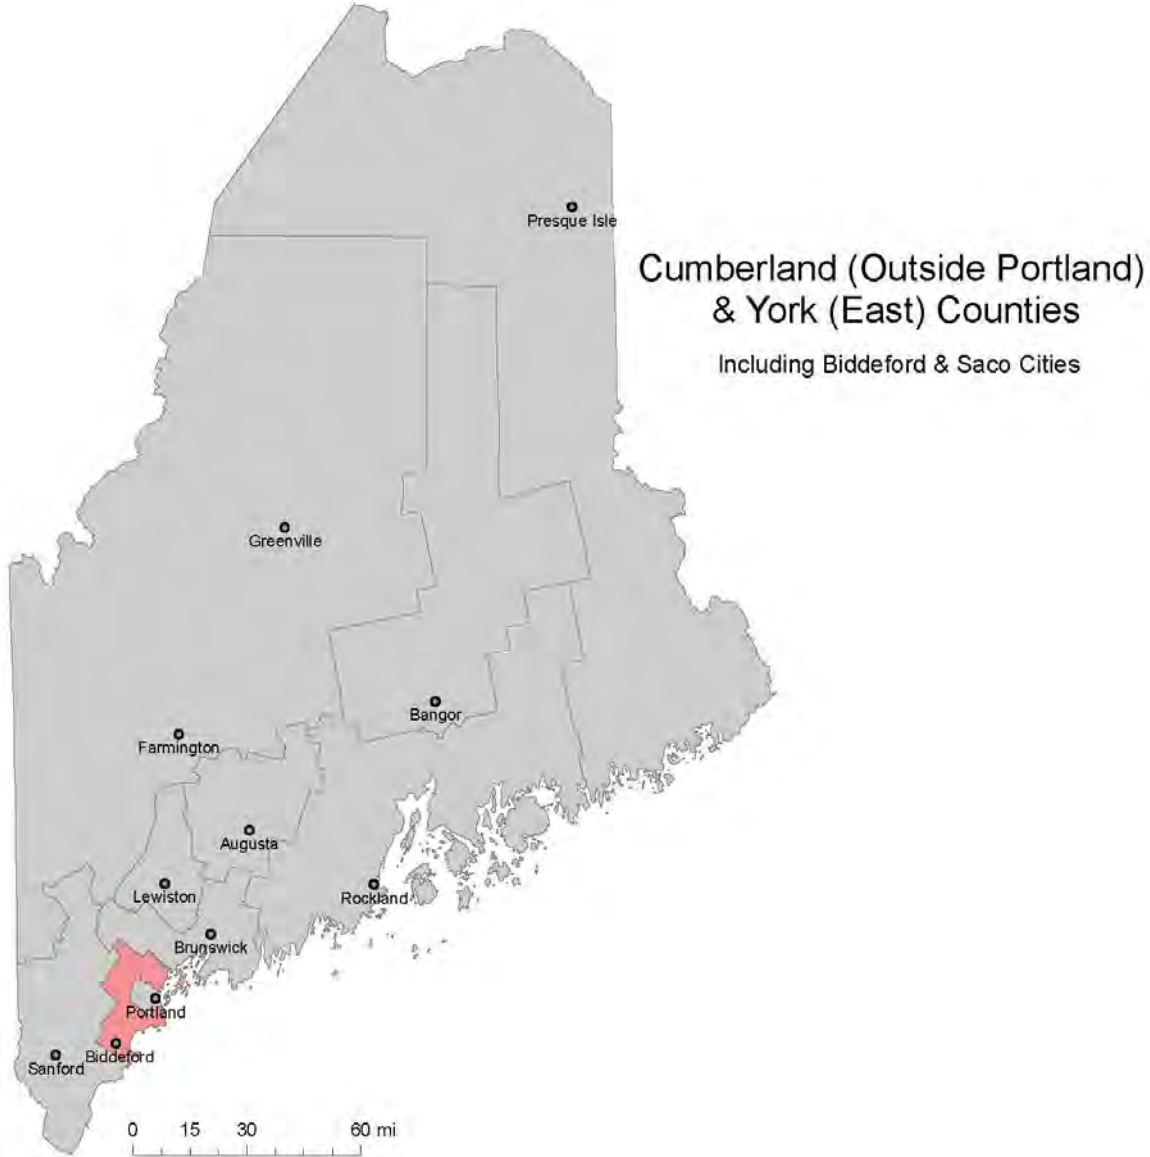 Presque Isle
Cumberland (Outside Portland)
& York (East) Counties
Including Biddeford & Saco Cities
Greenville
Bangor
Farmington
Augusta
Lewiston
Rockland
Brunswick
Portland
Biddeford
Sanford
0 15 30 60 mi